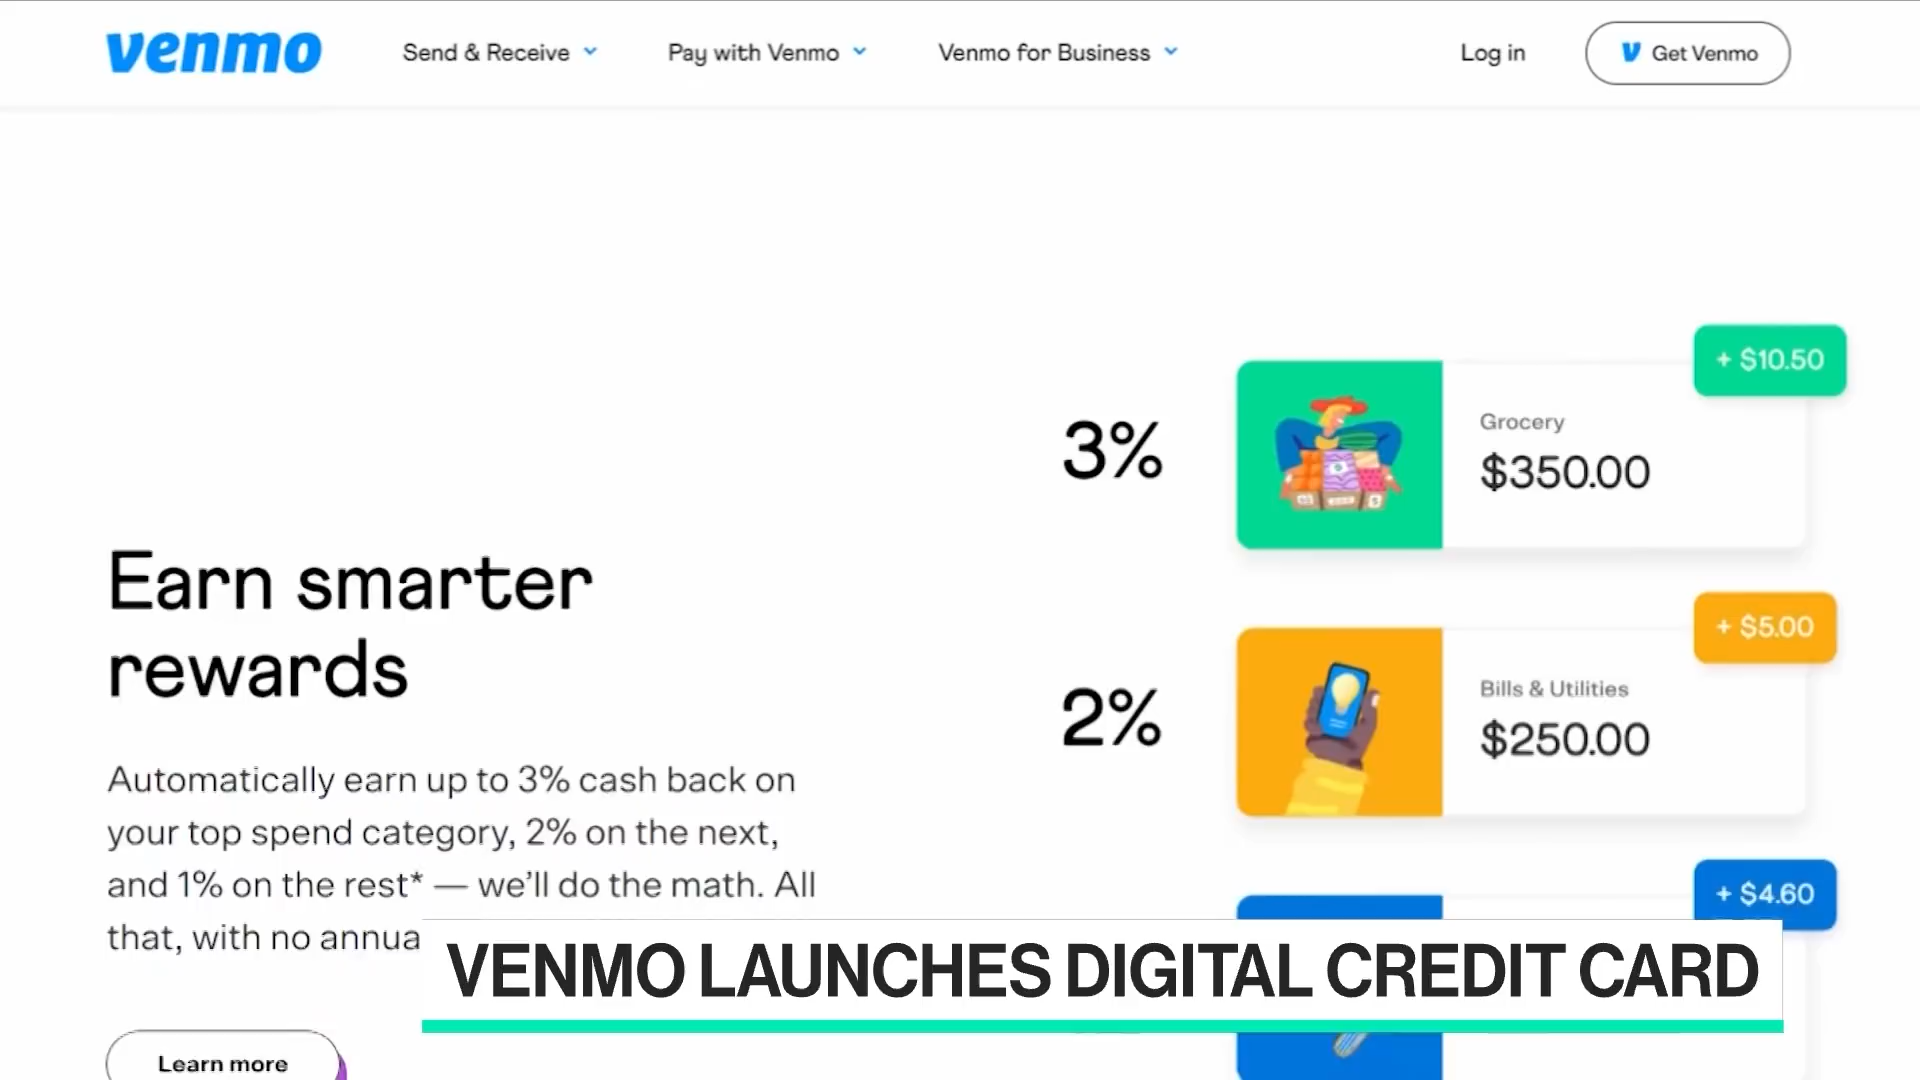 venmo
Send & Receive
Pay with Venmo
Venmo for Business
Log in
Get Venmo
+ $10.50
3%
Grocery
$350.00
Earn smarter
rewards
+ $5.00
2%
Bills & Utilities
$250.00
Automatically earn up to 3% cash back on
your top spend category, 2% on the next,
and 1% on the rest* — we'll do the math. All
that, with no annua
+ $4.60
VENMO LAUNCHES DIGITAL CREDIT CARD
Learn more